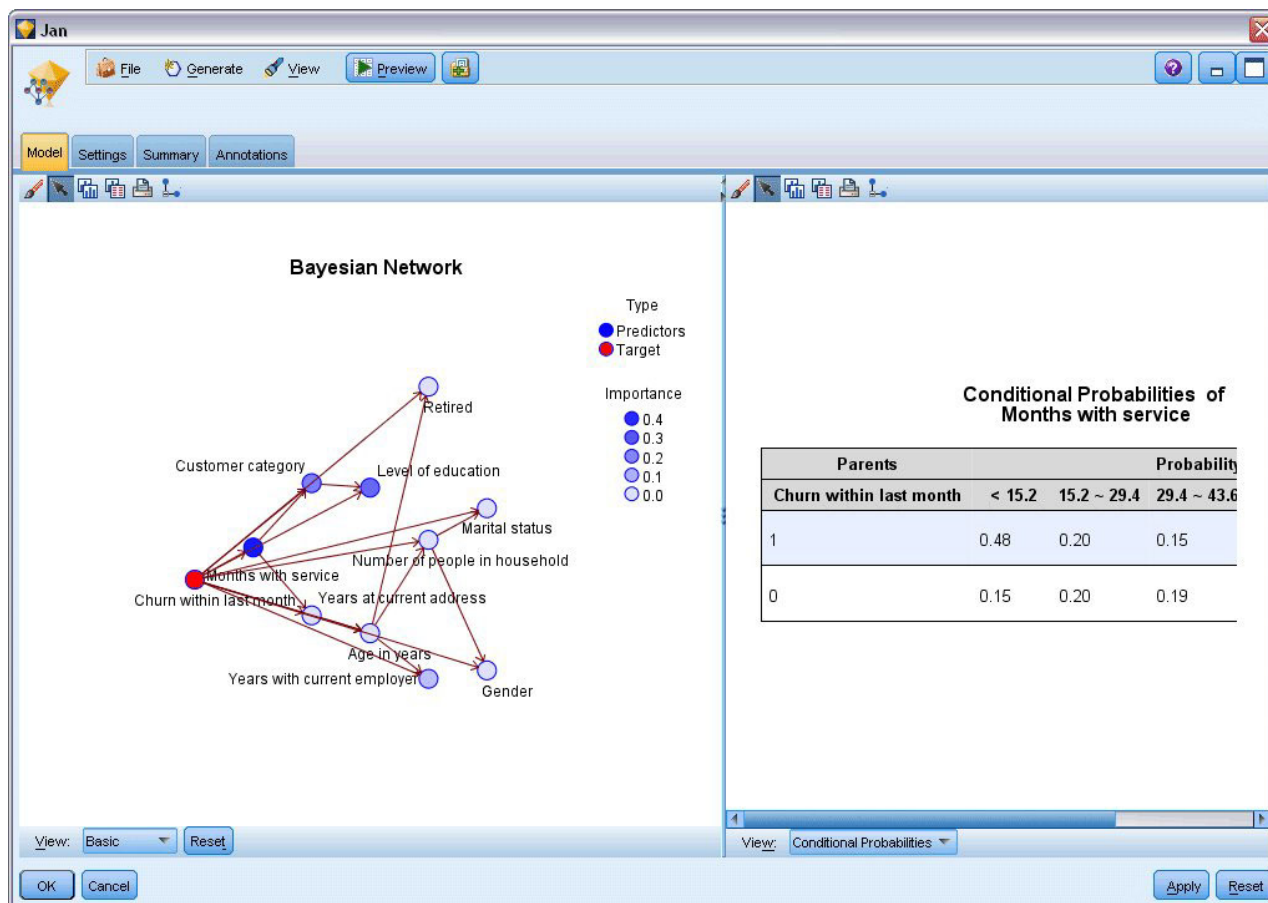 Jan
File Generate View Preview
Model Settings Summary Annotations
Bayesian Network
Type
Predictors
Target
Importance
0.4
0.3
0.2
0.1
0.0
Retired
Customer category
Level of education
Marital status
Number of people in household
Months with service
Churn within last month
Years at current address
Age in years
Years with current employer
Gender
View: Basic Reset
Conditional Probabilities of
Months with service
Parents Probability
Churn within last month < 15.2 15.2 ~ 29.4 29.4 ~ 43.6
1 0.48 0.20 0.15
0 0.15 0.20 0.19
View: Conditional Probabilities
OK Cancel Apply Reset